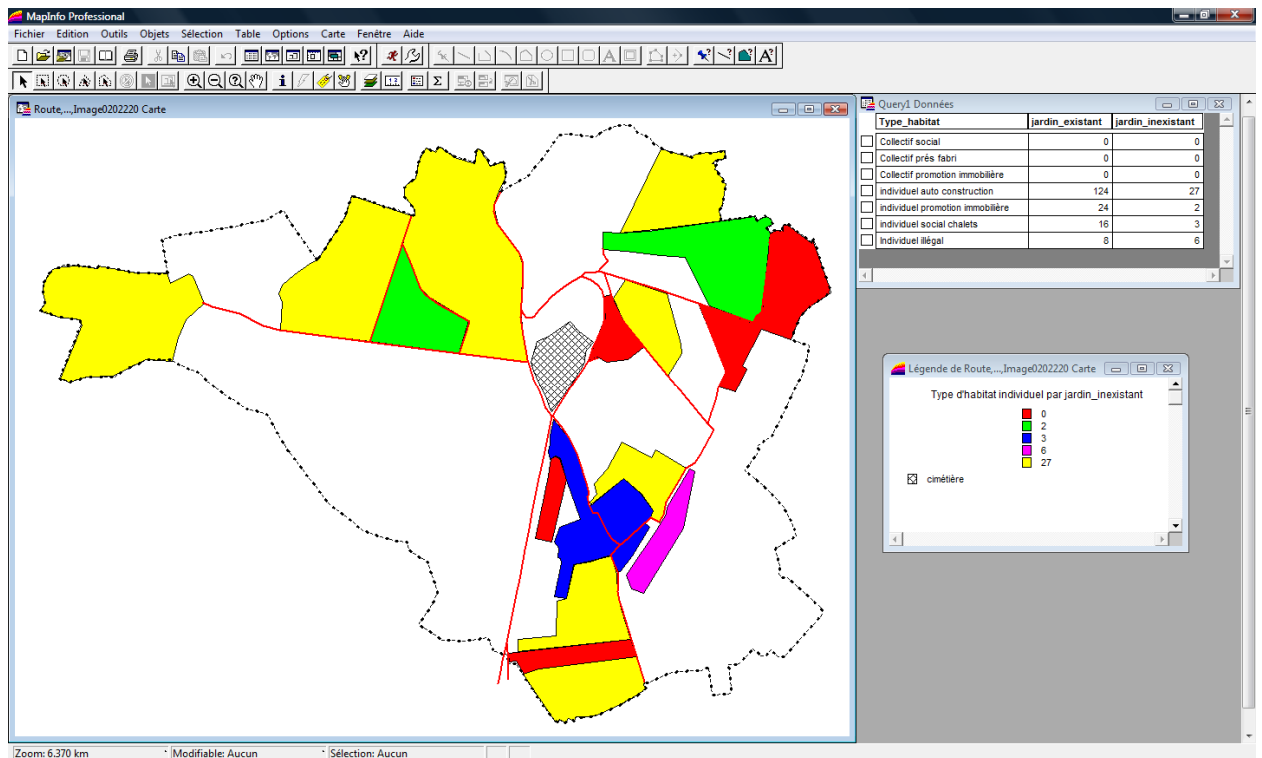 MapInfo Professional
Fichier Edition Outils Objets Sélection Table Options Carte Fenêtre Aide
Route,...,Image0202220 Carte
Query1 Données
Type_habitat jardin_existant jardin_inexistant
Collectif social 0 0
Collectif prés fabri 0 0
Collectif promotion immobilière 0 0
individuel auto construction 124 27
individuel promotion immobilière 24 2
individuel social chalets 16 3
Individuel illégal 8 6
Légende de Route,...,Image0202220 Carte
Type d'habitat individuel par jardin_inexistant
0
2
3
6
27
cimétière
Zoom: 6.370 km Modifiable: Aucun Sélection: Aucun